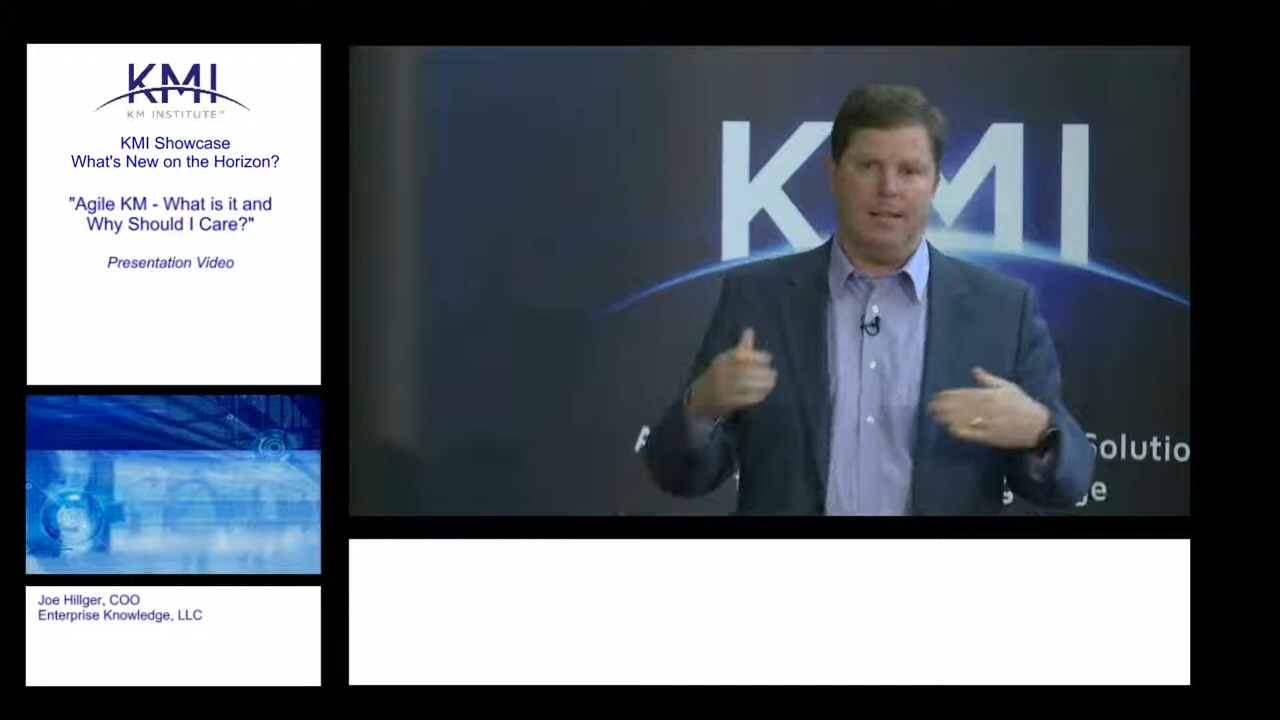 KMI
KM INSTITUTE
KMI Showcase
What's New on the Horizon?
"Agile KM - What is it and
Why Should I Care?"
Presentation Video
Joe Hillger, COO
Enterprise Knowledge, LLC
KMI
Solutio